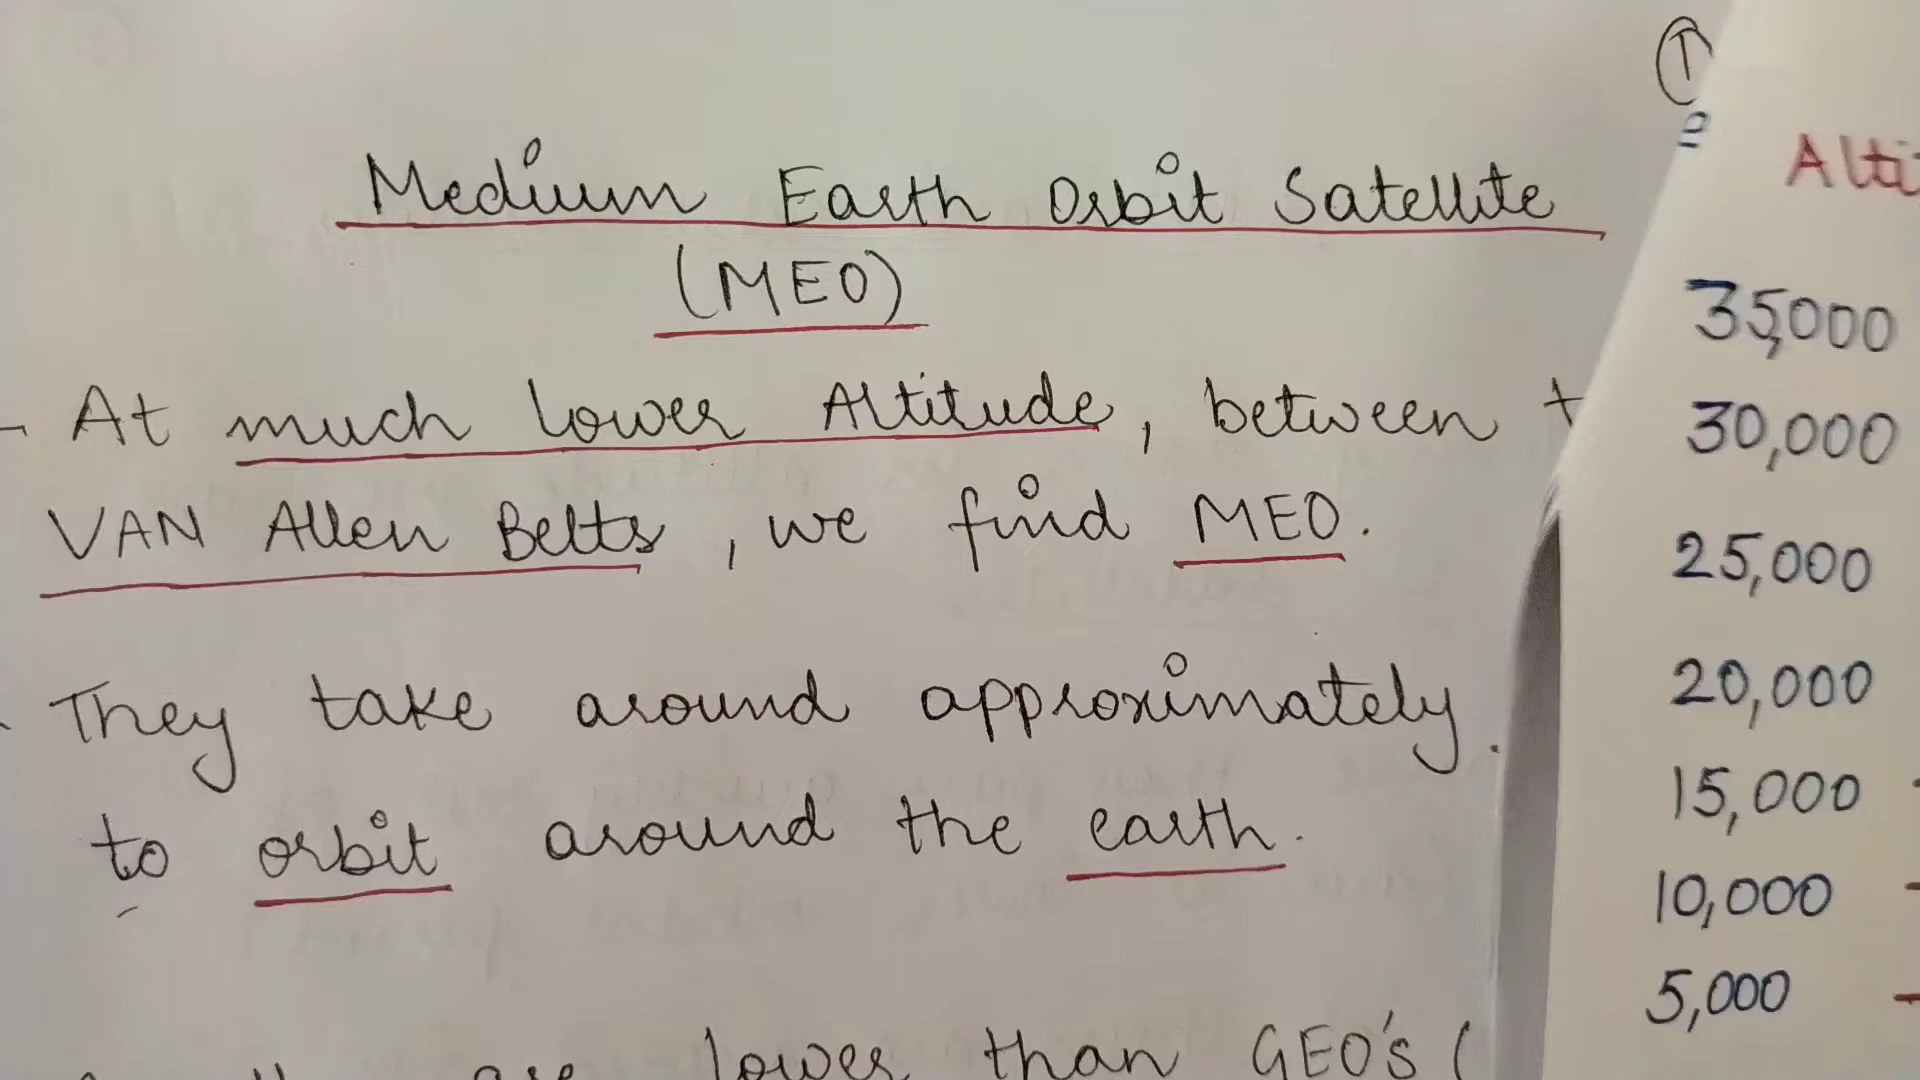 Medium Earth Orbit Satellite
(MEO)
- At much lower Altitude, between
VAN Allen Belts, we find MEO.
- They take around approximately
to orbit around the earth.
are lower than GEO's (
1
Alti
35,000
30,000
25,000
20,000
15,000
10,000
5,000